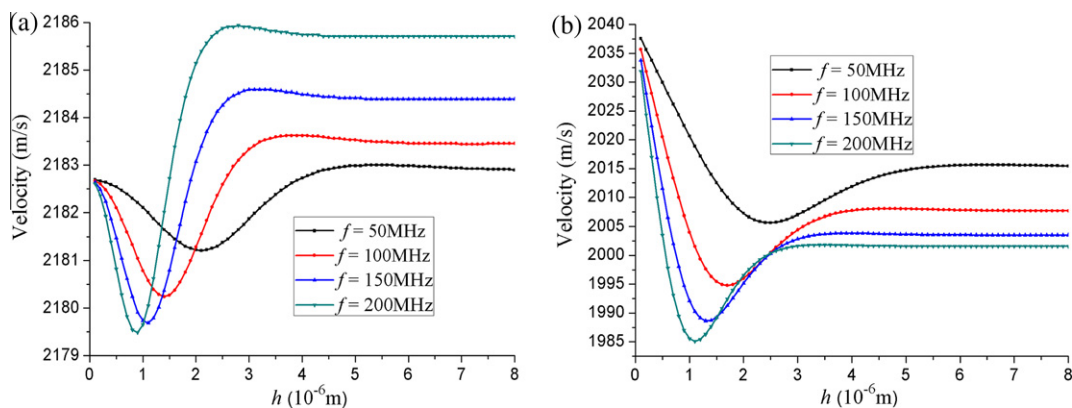 (a)
2186
2185
2184
2183
2182
2181
2180
2179
Velocity (m/s)
f = 50MHz
f = 100MHz
f = 150MHz
f = 200MHz
0 1 2 3 4 5 6 7 8
h (10⁻⁶m)
(b)
2040
2035
2030
2025
2020
2015
2010
2005
2000
1995
1990
1985
Velocity (m/s)
f = 50MHz
f = 100MHz
f = 150MHz
f = 200MHz
0 1 2 3 4 5 6 7 8
h (10⁻⁶m)